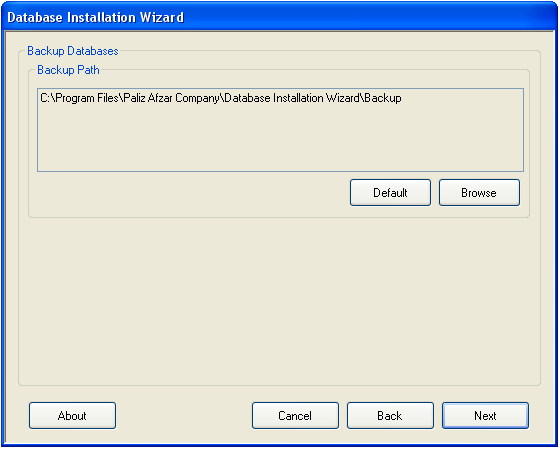 Database Installation Wizard
Backup Databases
Backup Path
C:\Program Files\Paliz Afzar Company\Database Installation Wizard\Backup
Default Browse
About Cancel Back Next